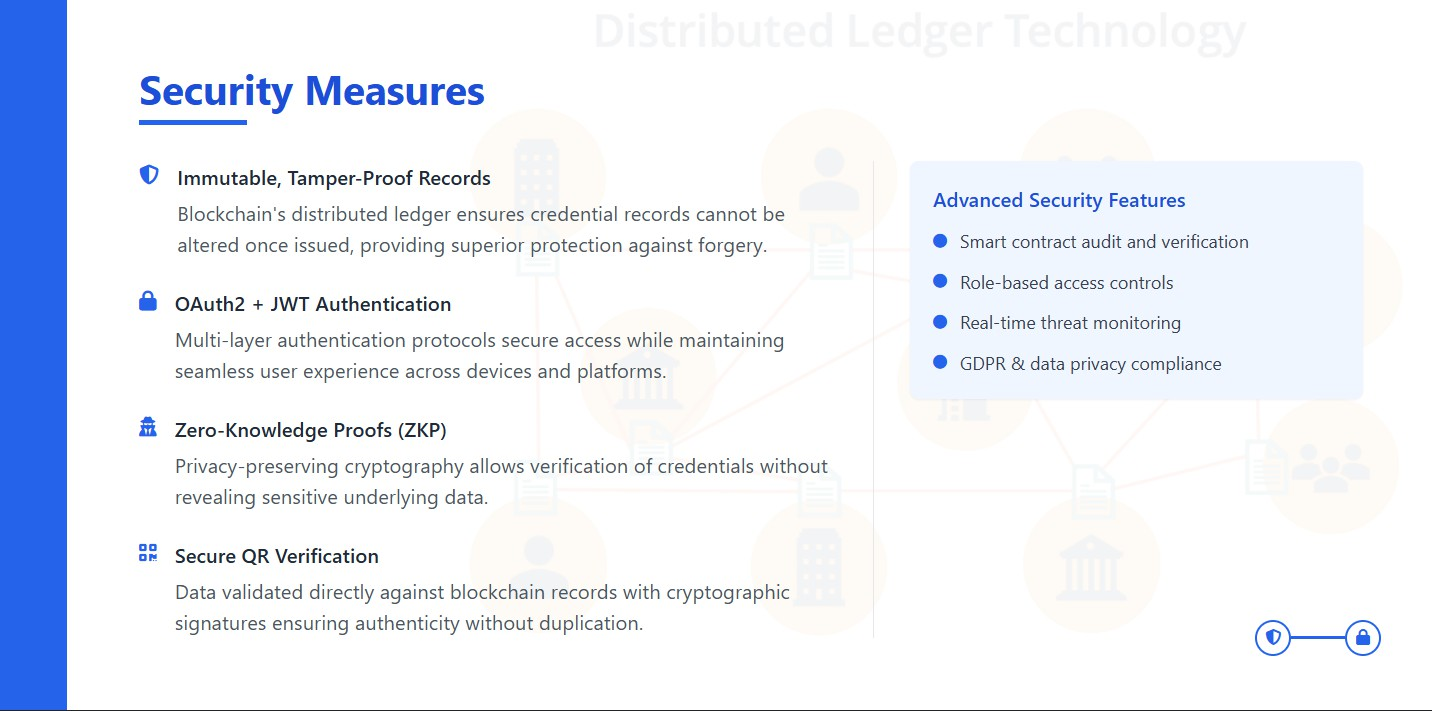 Distributed Ledger Technology
Security Measures
Immutable, Tamper-Proof Records
Blockchain's distributed ledger ensures credential records cannot be
altered once issued, providing superior protection against forgery.
OAuth2 + JWT Authentication
Multi-layer authentication protocols secure access while maintaining
seamless user experience across devices and platforms.
Zero-Knowledge Proofs (ZKP)
Privacy-preserving cryptography allows verification of credentials without
revealing sensitive underlying data.
Secure QR Verification
Data validated directly against blockchain records with cryptographic
signatures ensuring authenticity without duplication.
Advanced Security Features
Smart contract audit and verification
Role-based access controls
Real-time threat monitoring
GDPR & data privacy compliance